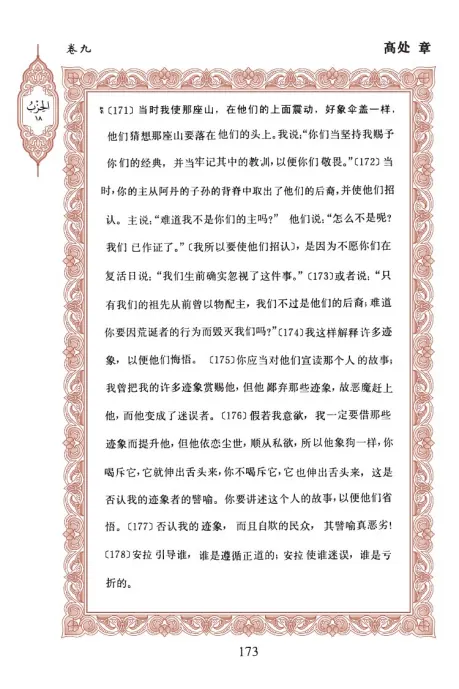 卷九
高处 章
الحزب
١٨
〔171〕当时我使那座山，在他们的上面震动，好象伞盖一样，
他们猜想那座山要落在他们的头上。我说：“你们当坚持我赐予
你们的经典，并当牢记其中的教训，以便你们敬畏。”〔172〕当
时，你的主从阿丹的子孙的背脊中取出了他们的后裔，并使他们招
认。主说：“难道我不是你们的主吗？” 他们说：“怎么不是呢？
我们已作证了。”〔我所以要使他们招认〕，是因为不愿你们在
复活日说：“我们生前确实忽视了这件事。”〔173〕或者说：“只
有我们的祖先从前曾以物配主，我们不过是他们的后裔；难道
你要因荒诞者的行为而毁灭我们吗？”〔174〕我这样解释许多迹
象，以便他们悔悟。〔175〕你应当对他们宣读那个人的故事；
我曾把我的许多迹象赏赐他，但他鄙弃那些迹象，故恶魔赶上
他，而他变成了迷误者。〔176〕假若我意欲，我一定要借那些
迹象而提升他，但他依恋尘世，顺从私欲，所以他象狗一样，你
喝斥它，它就伸出舌头来，你不喝斥它，它也伸出舌头来，这是
否认我的迹象者的譬喻。你要讲述这个人的故事，以便他们省
悟。〔177〕否认我的迹象，而且自欺的民众，其譬喻真恶劣！
〔178〕安拉引导谁，谁是遵循正道的；安拉使谁迷误，谁是亏
折的。
173